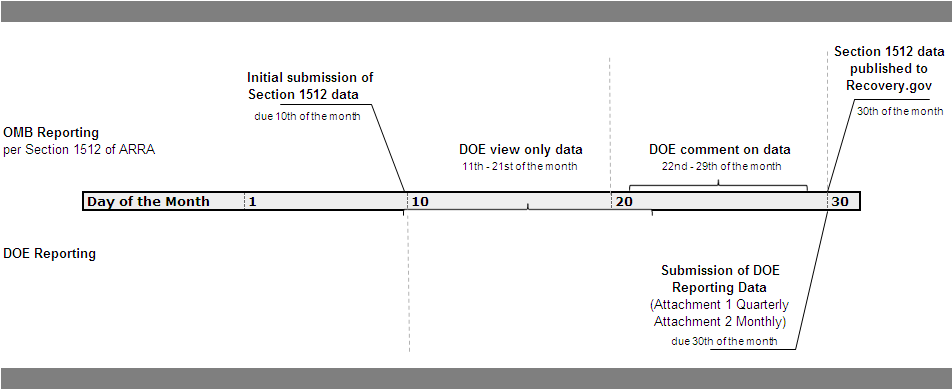 Section 1512 data
published to
Recovery.gov
30th of the month
Initial submission of
Section 1512 data
due 10th of the month
OMB Reporting
per Section 1512 of ARRA
DOE view only data
11th - 21st of the month
DOE comment on data
22nd - 29th of the month
Day of the Month 1 10 20 30
DOE Reporting
Submission of DOE
Reporting Data
(Attachment 1 Quarterly
Attachment 2 Monthly)
due 30th of the month